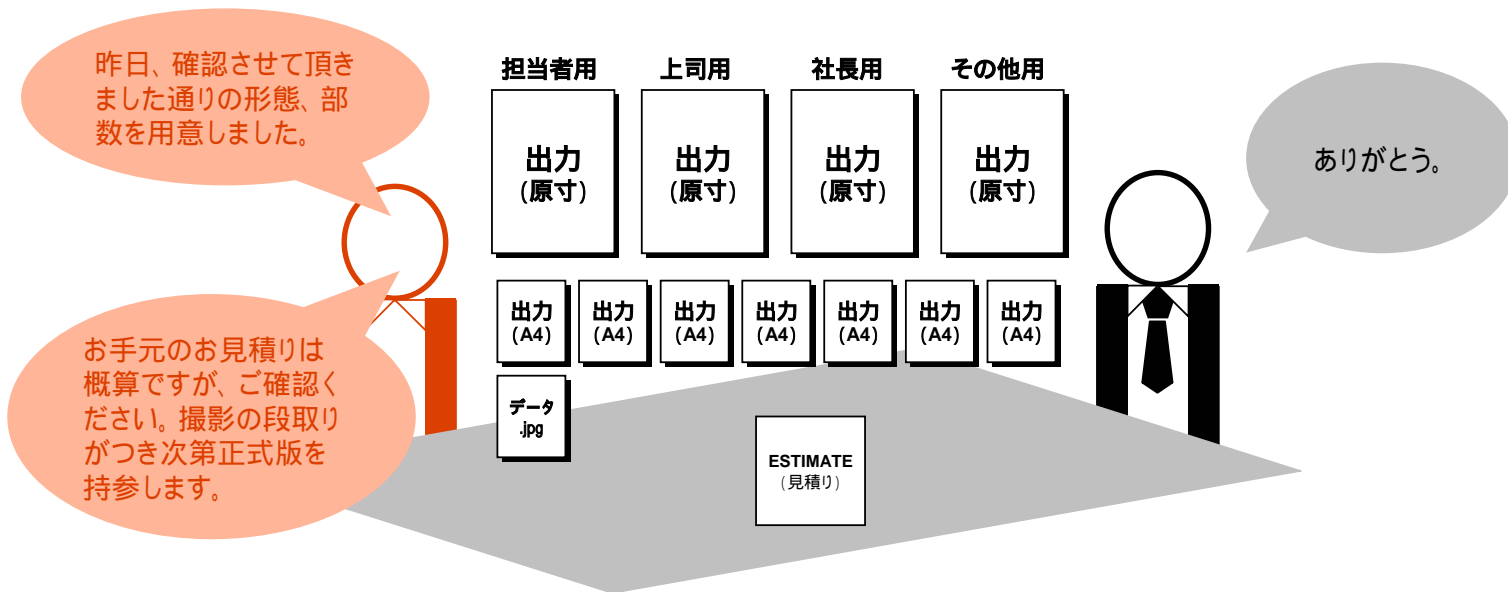 昨日、確認させて頂き
ました通りの形態、部
数を用意しました。
担当者用
上司用
社長用
その他用
出力
(原寸)
出力
(原寸)
出力
(原寸)
出力
(原寸)
ありがとう。
出力
(A4)
出力
(A4)
出力
(A4)
出力
(A4)
出力
(A4)
出力
(A4)
出力
(A4)
お手元のお見積りは
概算ですが、ご確認く
ださい。撮影の段取り
がつき次第正式版を
持参します。
データ
.jpg
ESTIMATE
(見積り)